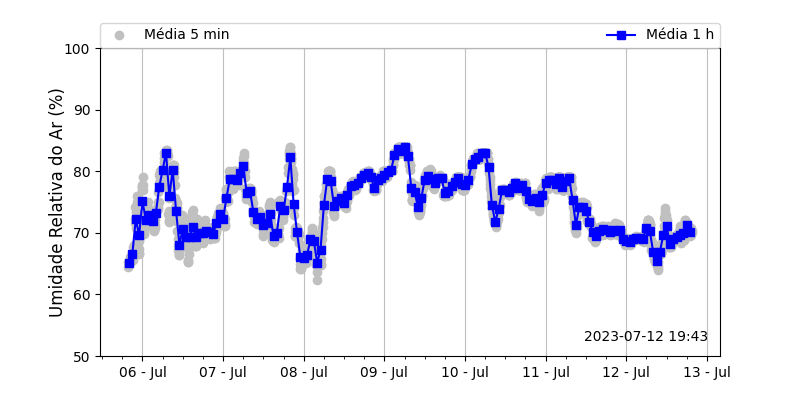 Média 5 min
Média 1 h
100
90
80
70
60
50
Umidade Relativa do Ar (%)
2023-07-12 19:43
06 - Jul
07 - Jul
08 - Jul
09 - Jul
10 - Jul
11 - Jul
12 - Jul
13 - Jul